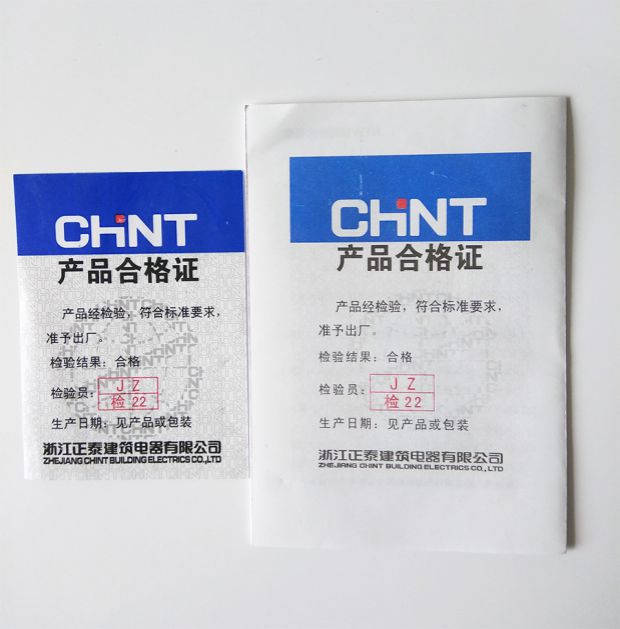 CHNT
产品合格证
产品经检验，符合标准要求，
准予出厂。
检验结果：合格
检验员：JZ
检22
生产日期：见产品或包装
浙江正泰建筑电器有限公司
ZHEJIANG CHINT BUILDING ELECTRICS CO.,LTD
CHNT
产品合格证
产品经检验，符合标准要求，
准予出厂。
检验结果：合格
检验员：JZ
检22
生产日期：见产品或包装
浙江正泰建筑电器有限公司
ZHEJIANG CHINT BUILDING ELECTRICS CO.,LTD